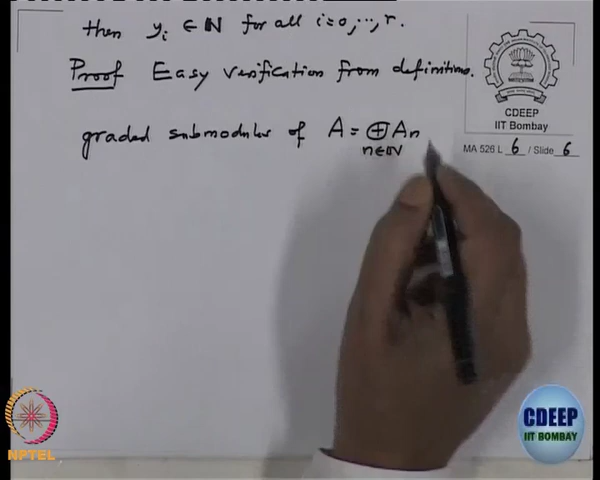 then yᵢ ∈ N for all i=0,..,r.
Proof Easy verification from definitions.
graded submodules of A = ⊕ Aₙ
n∈ℕ
CDEEP
IIT Bombay
MA 526 L 6 / Slide 6
NPTEL
CDEEP
IIT BOMBAY